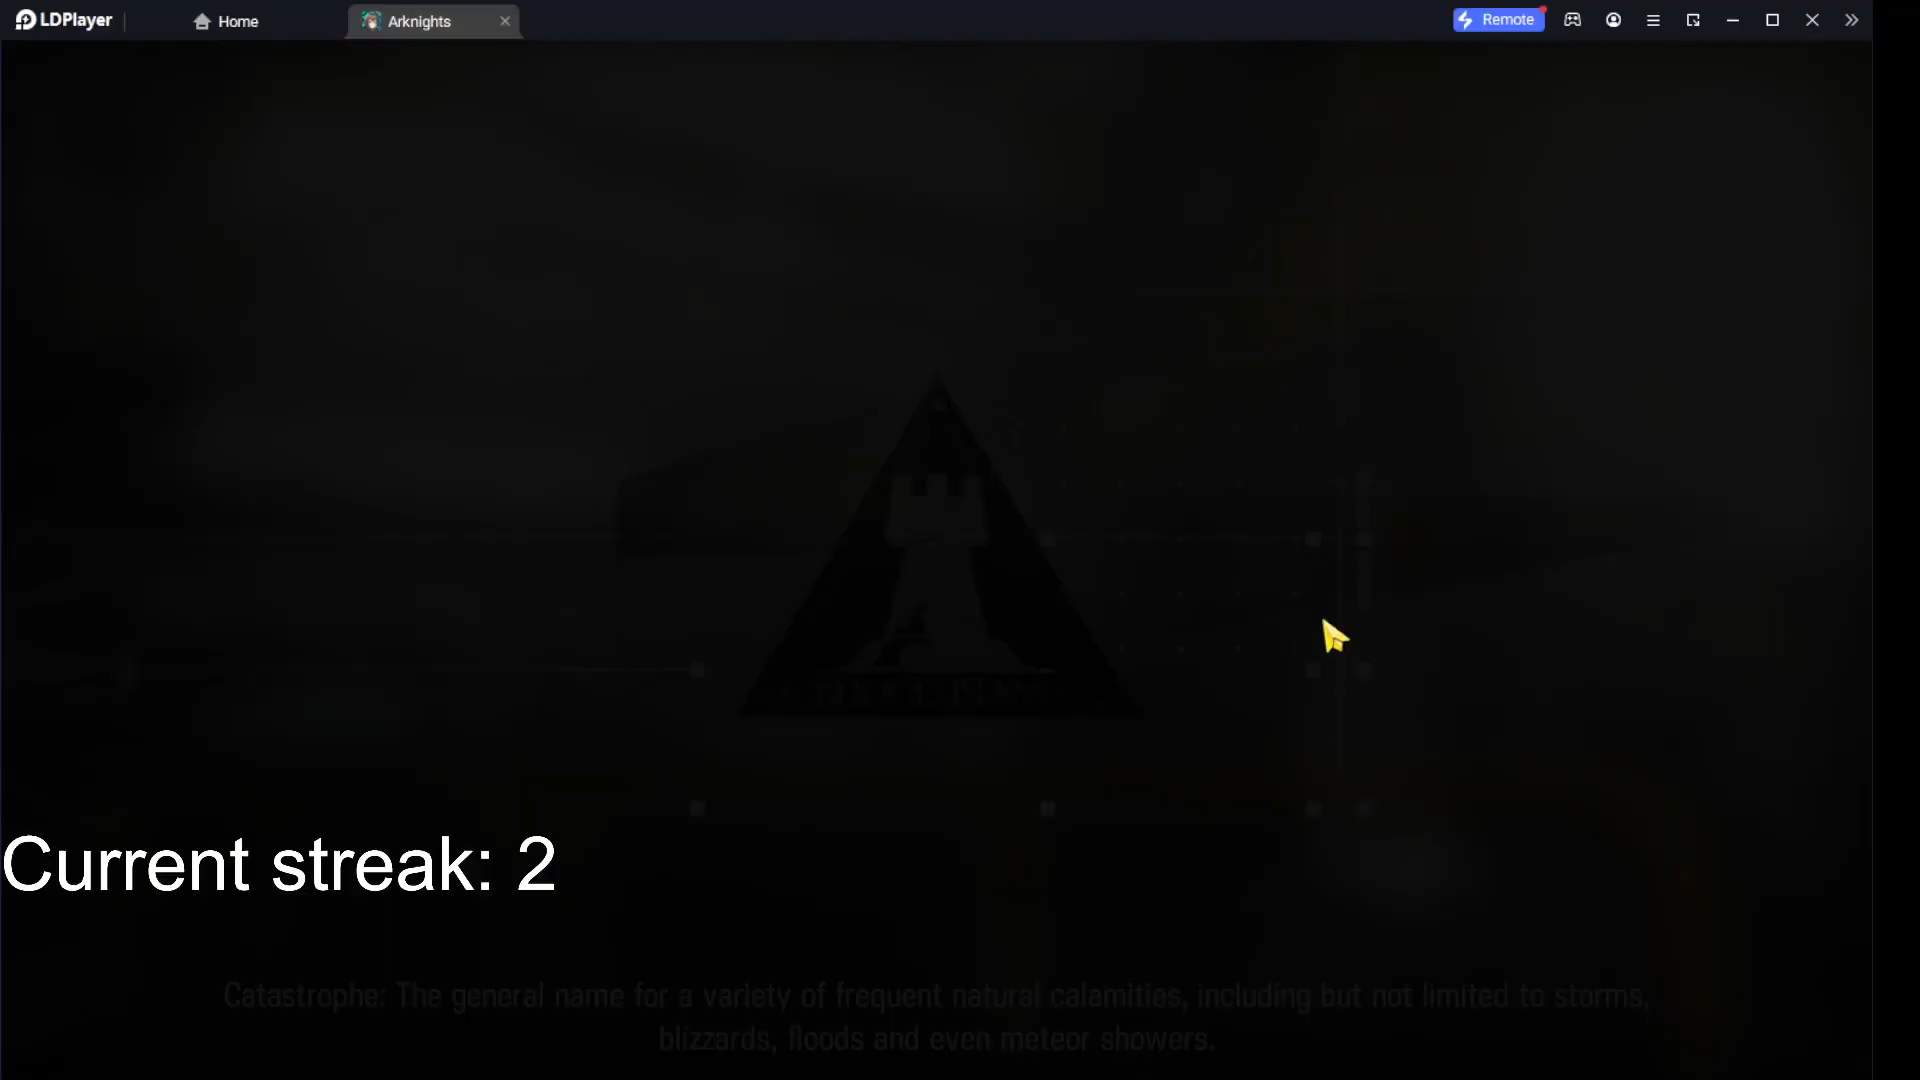 LDPlayer
Home
Arknights
Remote
Current streak: 2
Catastrophe: The general name for a variety of frequent natural calamities, including but not limited to storms,
blizzards, floods and even meteor showers.